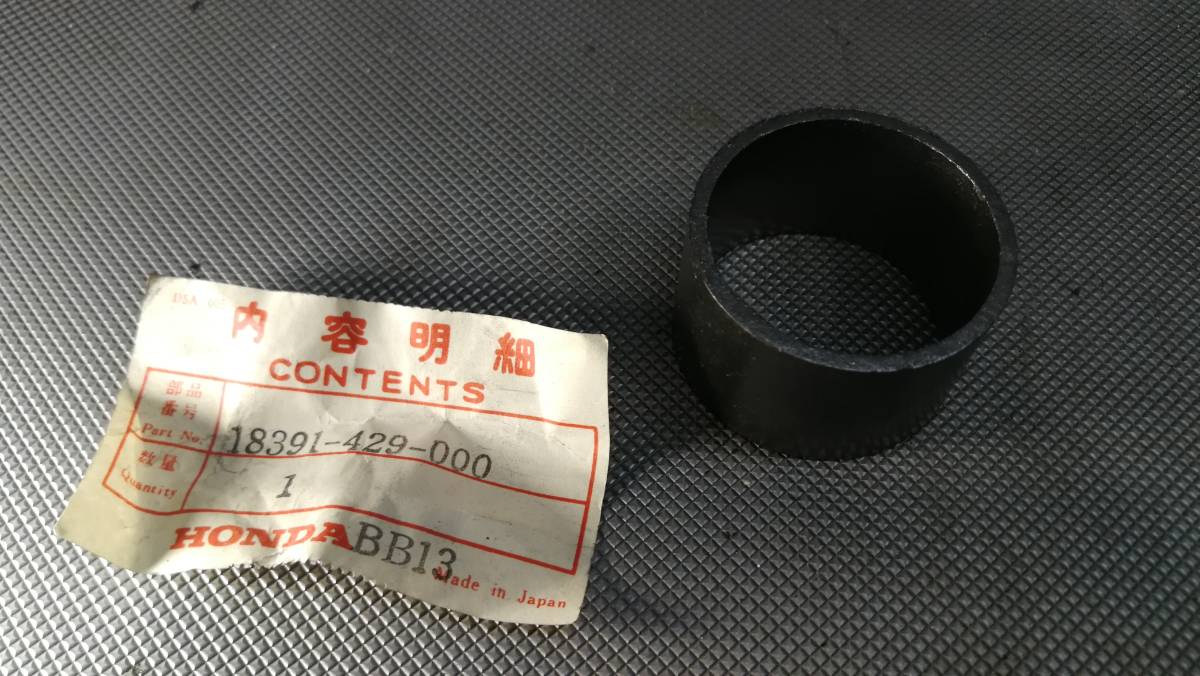 内容明細
CONTENTS
部品
番号
Part No. 18391-429-000
数量
Quantity 1
HONDA BB13
Made in Japan